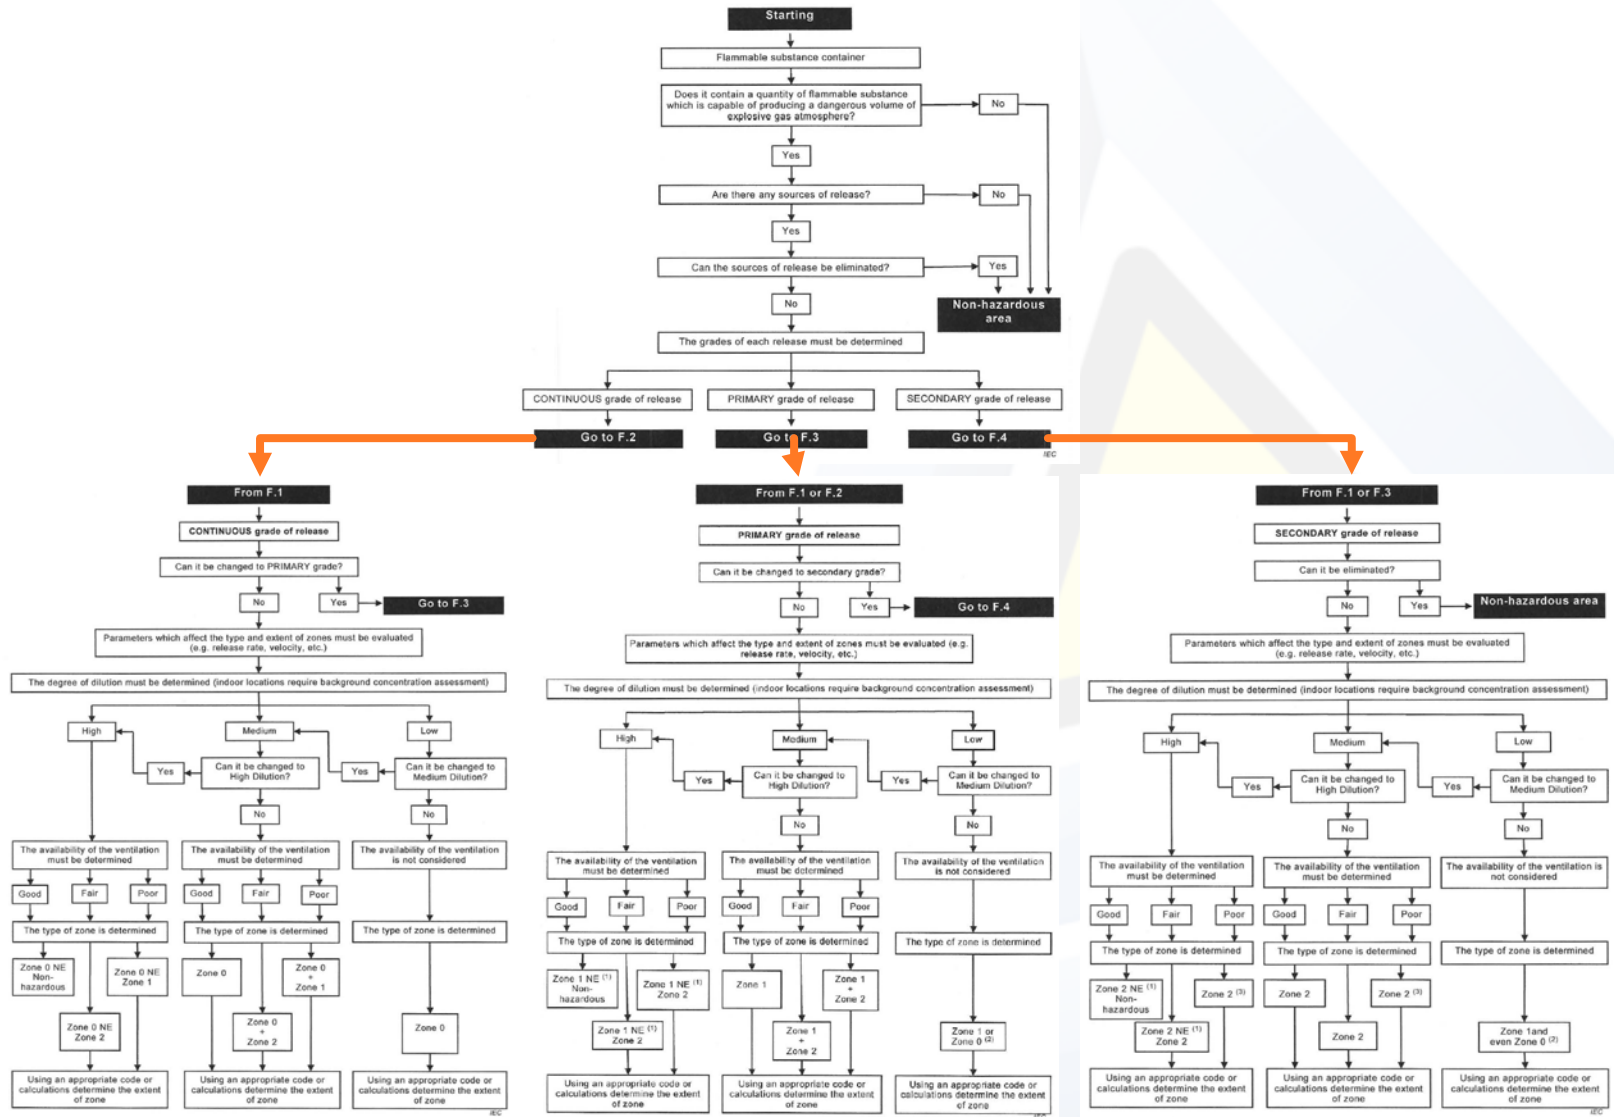 Starting
Flammable substance container
Does it contain a quantity of flammable substance
which is capable of producing a dangerous volume of
explosive gas atmosphere?
No
Yes
Are there any sources of release?
No
Yes
Can the sources of release be eliminated?
Yes
No
Non-hazardous
area
The grades of each release must be determined
CONTINUOUS grade of release
PRIMARY grade of release
SECONDARY grade of release
Go to F.2
Go to F.3
Go to F.4
IEC
From F.1
CONTINUOUS grade of release
Can it be changed to PRIMARY grade?
No
Yes
Go to F.3
Parameters which affect the type and extent of zones must be evaluated
(e.g. release rate, velocity, etc.)
The degree of dilution must be determined (indoor locations require background concentration assessment)
High
Medium
Low
Yes
Can it be changed to
High Dilution?
Yes
Can it be changed to
Medium Dilution?
No
No
The availability of the ventilation
must be determined
The availability of the ventilation
must be determined
The availability of the ventilation
is not considered
Good
Fair
Poor
Good
Fair
Poor
The type of zone is determined
The type of zone is determined
The type of zone is determined
Zone 0 NE
Non-
hazardous
Zone 0 NE
Zone 1
Zone 0
Zone 0
+
Zone 1
Zone 0 NE
Zone 2
Zone 0
+
Zone 2
Zone 0
Using an appropriate code or
calculations determine the extent
of zone
Using an appropriate code or
calculations determine the extent
of zone
Using an appropriate code or
calculations determine the extent
of zone
IEC
From F.1 or F.2
PRIMARY grade of release
Can it be changed to secondary grade?
No
Yes
Go to F.4
Parameters which affect the type and extent of zones must be evaluated (e.g.
release rate, velocity, etc.)
The degree of dilution must be determined (indoor locations require background concentration assessment)
High
Medium
Low
Yes
Can it be changed to
High Dilution?
Yes
Can it be changed to
Medium Dilution?
No
No
The availability of the ventilation
must be determined
The availability of the ventilation
must be determined
The availability of the ventilation
is not considered
Good
Fair
Poor
Good
Fair
Poor
The type of zone is determined
The type of zone is determined
The type of zone is determined
Zone 1 NE (1)
Non-
hazardous
Zone 1 NE (1)
Zone 2
Zone 1
Zone 1
+
Zone 2
Zone 1 NE (1)
Zone 2
Zone 1
+
Zone 2
Zone 1 or
Zone 0 (2)
Using an appropriate code or
calculations determine the extent
of zone
Using an appropriate code or
calculations determine the extent
of zone
Using an appropriate code or
calculations determine the extent
of zone
From F.1 or F.3
SECONDARY grade of release
Can it be eliminated?
No
Yes
Non-hazardous area
Parameters which affect the type and extent of zones must be evaluated
(e.g. release rate, velocity, etc.)
The degree of dilution must be determined (indoor locations require background concentration assessment)
High
Medium
Low
Yes
Can it be changed to
High Dilution?
Yes
Can it be changed to
Medium Dilution?
No
No
The availability of the ventilation
must be determined
The availability of the ventilation
must be determined
The availability of the ventilation is
not considered
Good
Fair
Poor
Good
Fair
Poor
The type of zone is determined
The type of zone is determined
The type of zone is determined
Zone 2 NE (1)
Non-
hazardous
Zone 2 (3)
Zone 2
Zone 2 (3)
Zone 2 NE (1)
Zone 2
Zone 2
Zone 1and
even Zone 0 (2)
Using an appropriate code or
calculations determine the extent
of zone
Using an appropriate code or
calculations determine the extent
of zone
Using an appropriate code or
calculations determine the extent
of zone
IEC